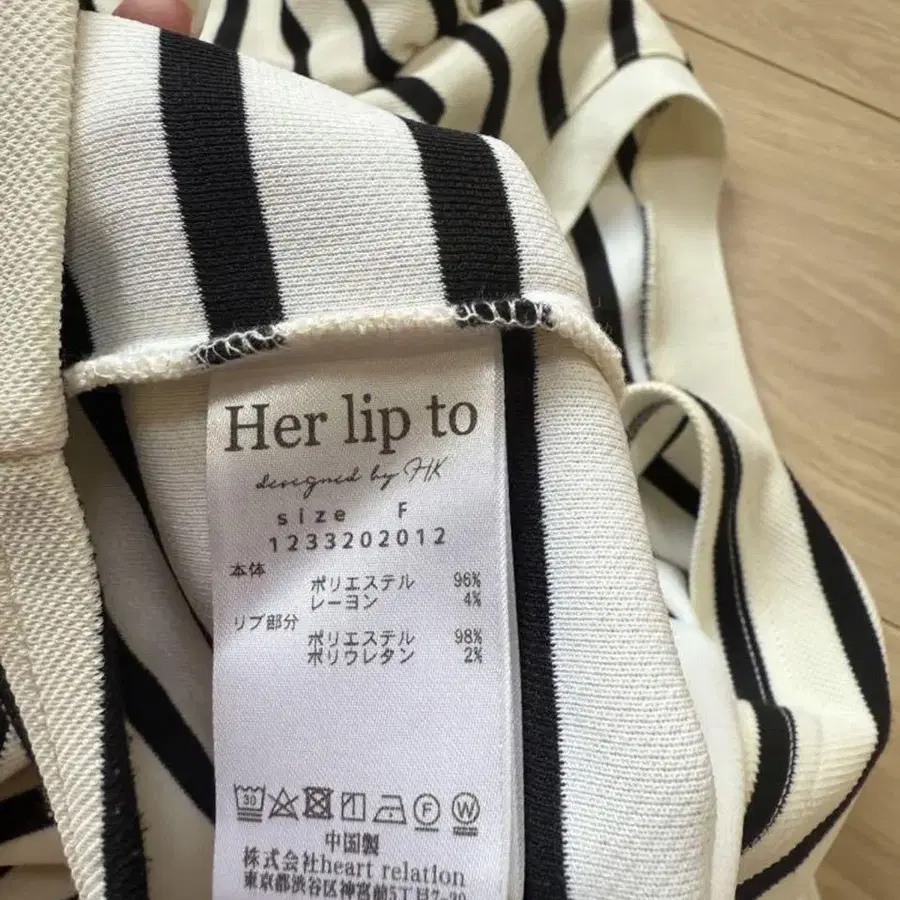 Her lip to
designed by HK
size F
1233202012
本体
ポリエステル 96%
レーヨン 4%
リブ部分
ポリエステル 98%
ポリウレタン 2%
30 F W
中国製
株式会社heart relation
東京都渋谷区神宮前5丁目7-20